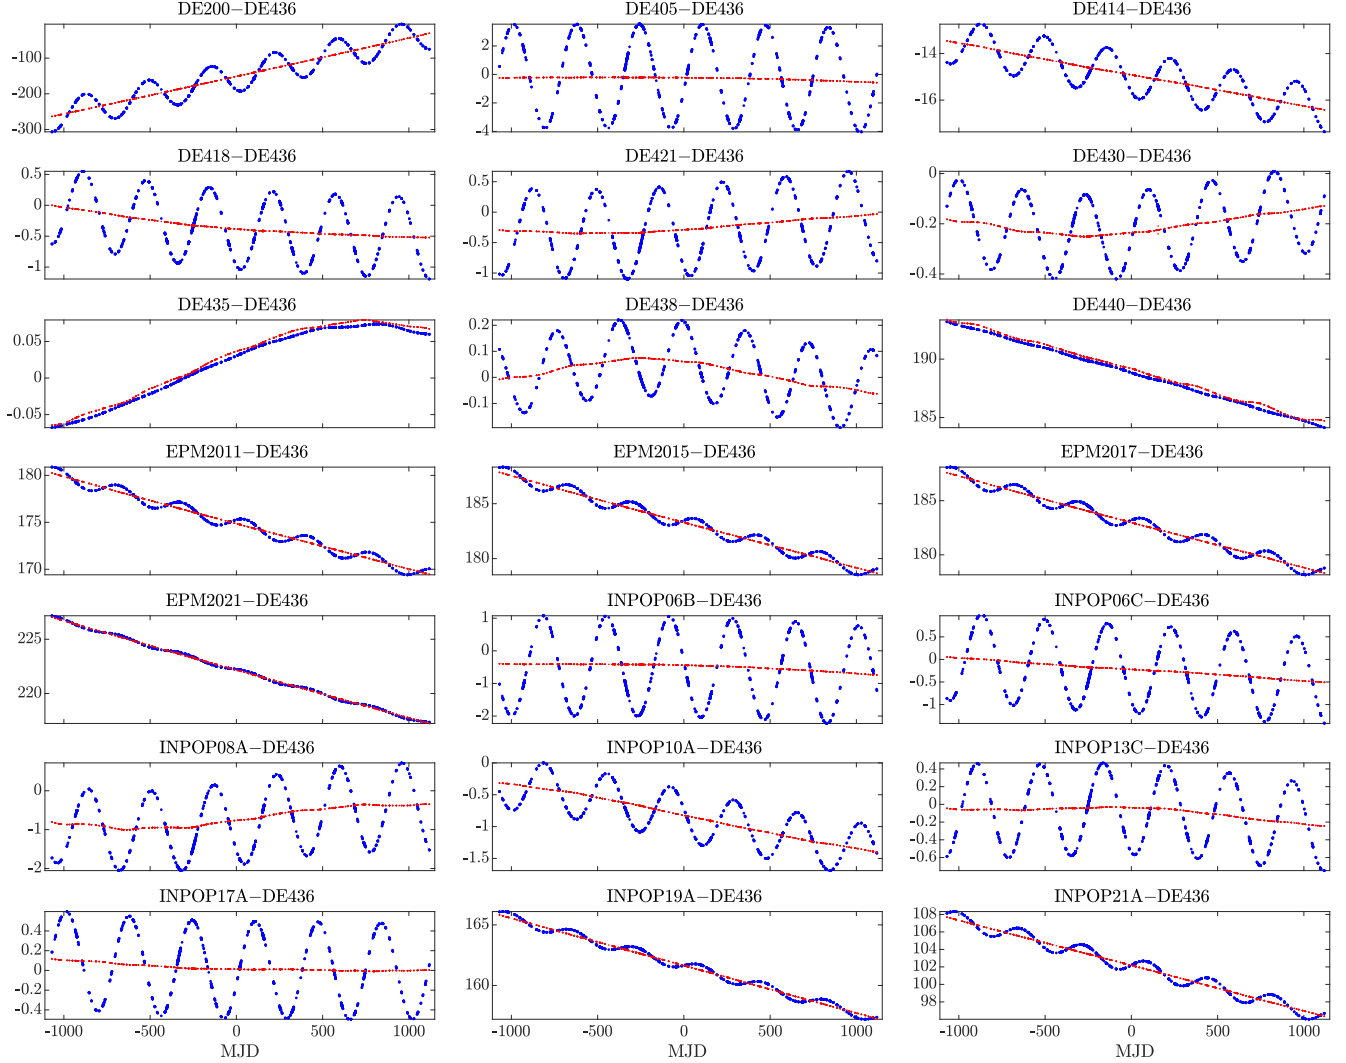 DE200−DE436 DE405−DE436 DE414−DE436
-100 -200 -300
2 0 -2 -4
-14 -16
DE418−DE436 DE421−DE436 DE430−DE436
0.5 0 -0.5 -1
0.5 0 -0.5 -1
0 -0.2 -0.4
DE435−DE436 DE438−DE436 DE440−DE436
0.05 0 -0.05
0.2 0.1 0 -0.1
190 185
EPM2011−DE436 EPM2015−DE436 EPM2017−DE436
180 175 170
185 180
185 180
EPM2021−DE436 INPOP06B−DE436 INPOP06C−DE436
225 220
1 0 -1 -2
0.5 0 -0.5 -1
INPOP08A−DE436 INPOP10A−DE436 INPOP13C−DE436
0 -1 -2
0 -0.5 -1 -1.5
0.4 0.2 0 -0.2 -0.4 -0.6
INPOP17A−DE436 INPOP19A−DE436 INPOP21A−DE436
0.4 0.2 0 -0.2 -0.4
165 160
108 106 104 102 100 98
-1000 -500 0 500 1000 -1000 -500 0 500 1000 -1000 -500 0 500 1000
MJD MJD MJD